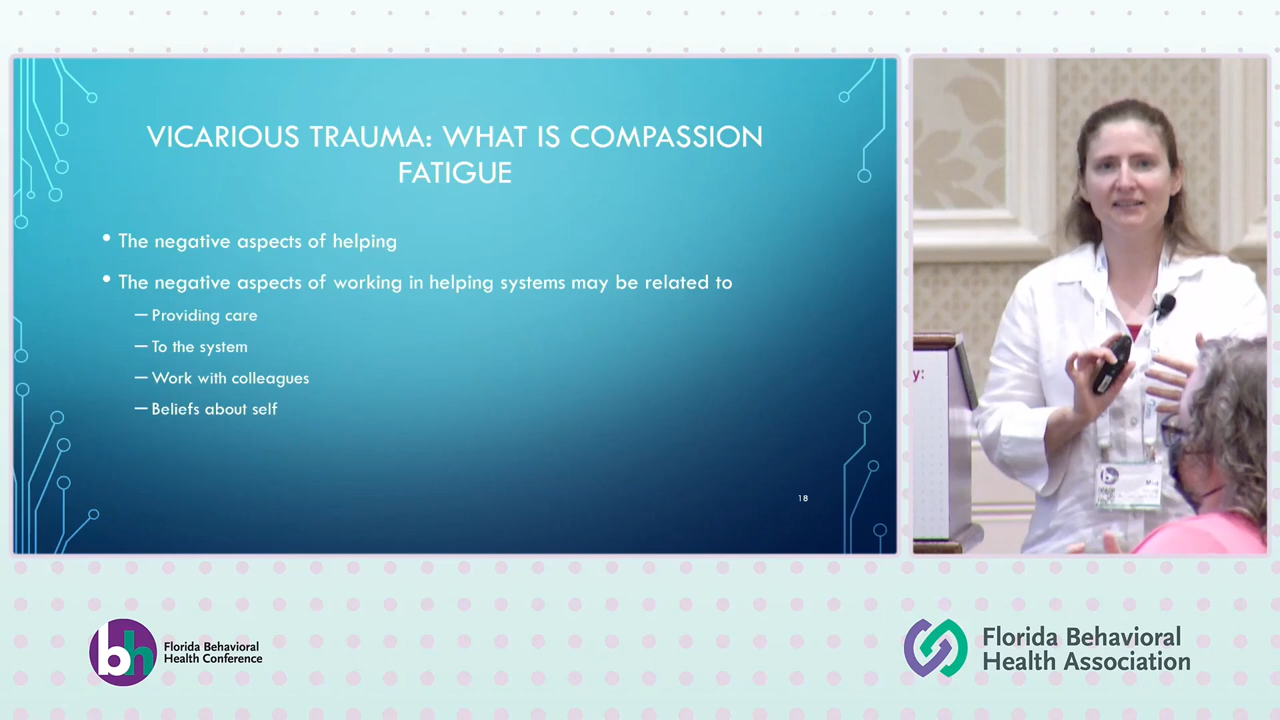 VICARIOUS TRAUMA: WHAT IS COMPASSION
FATIGUE
• The negative aspects of helping
• The negative aspects of working in helping systems may be related to
– Providing care
– To the system
– Work with colleagues
– Beliefs about self
18
y:
bh
bh Florida Behavioral
Health Conference
Florida Behavioral
Health Association